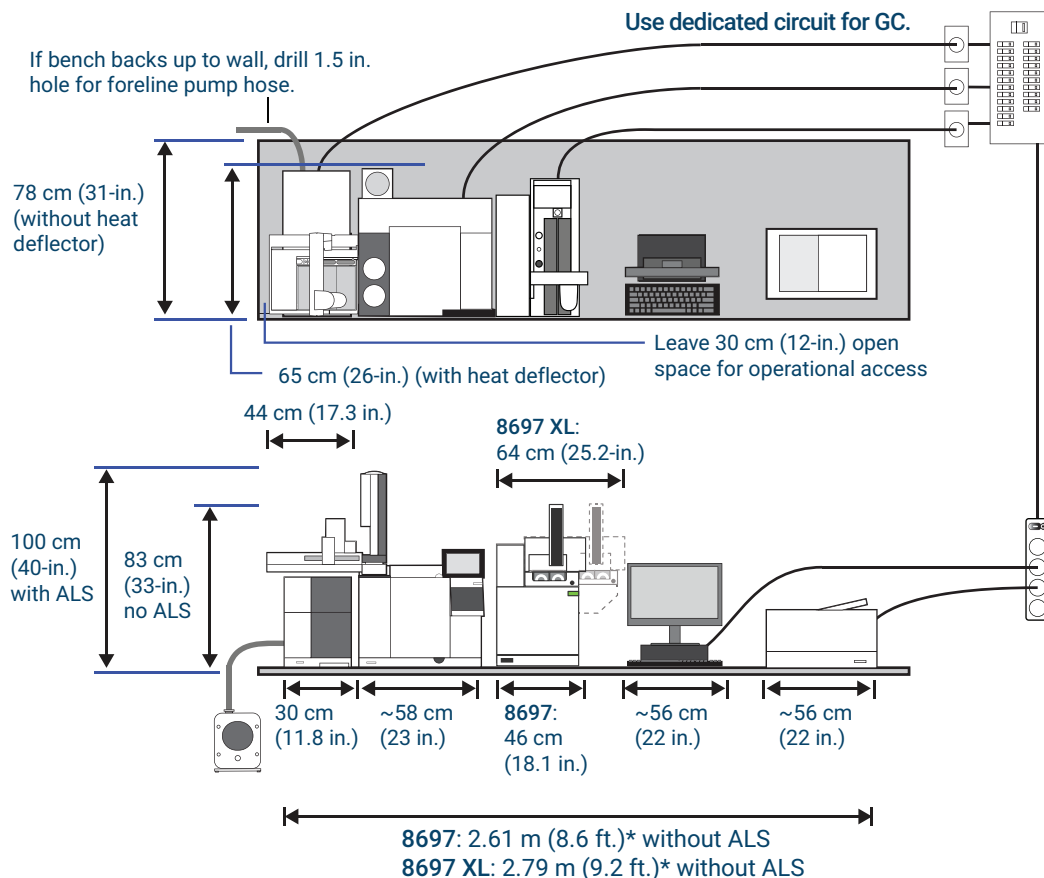 Use dedicated circuit for GC.
If bench backs up to wall, drill 1.5 in.
hole for foreline pump hose.
78 cm (31-in.)
(without heat
deflector)
Leave 30 cm (12-in.) open
space for operational access
65 cm (26-in.) (with heat deflector)
44 cm (17.3 in.)
8697 XL:
64 cm (25.2-in.)
100 cm
(40-in.)
with ALS
83 cm
(33-in.)
no ALS
30 cm
(11.8 in.)
~58 cm
(23 in.)
8697:
46 cm
(18.1 in.)
~56 cm
(22 in.)
~56 cm
(22 in.)
8697: 2.61 m (8.6 ft.)* without ALS
8697 XL: 2.79 m (9.2 ft.)* without ALS